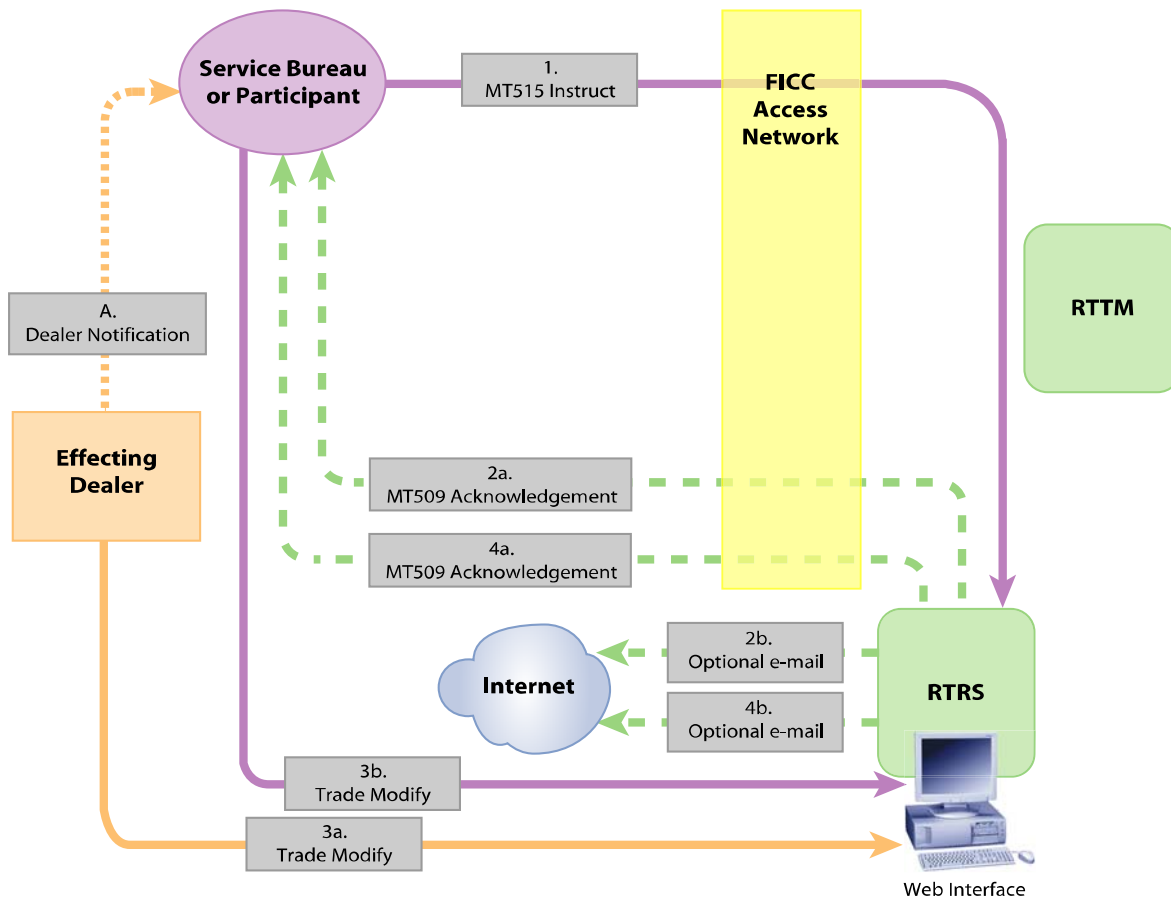 Service Bureau
or Participant
1.
MT515 Instruct
FICC
Access
Network
RTTM
A.
Dealer Notification
Effecting
Dealer
2a.
MT509 Acknowledgement
4a.
MT509 Acknowledgement
Internet
2b.
Optional e-mail
4b.
Optional e-mail
RTRS
3b.
Trade Modify
3a.
Trade Modify
Web Interface